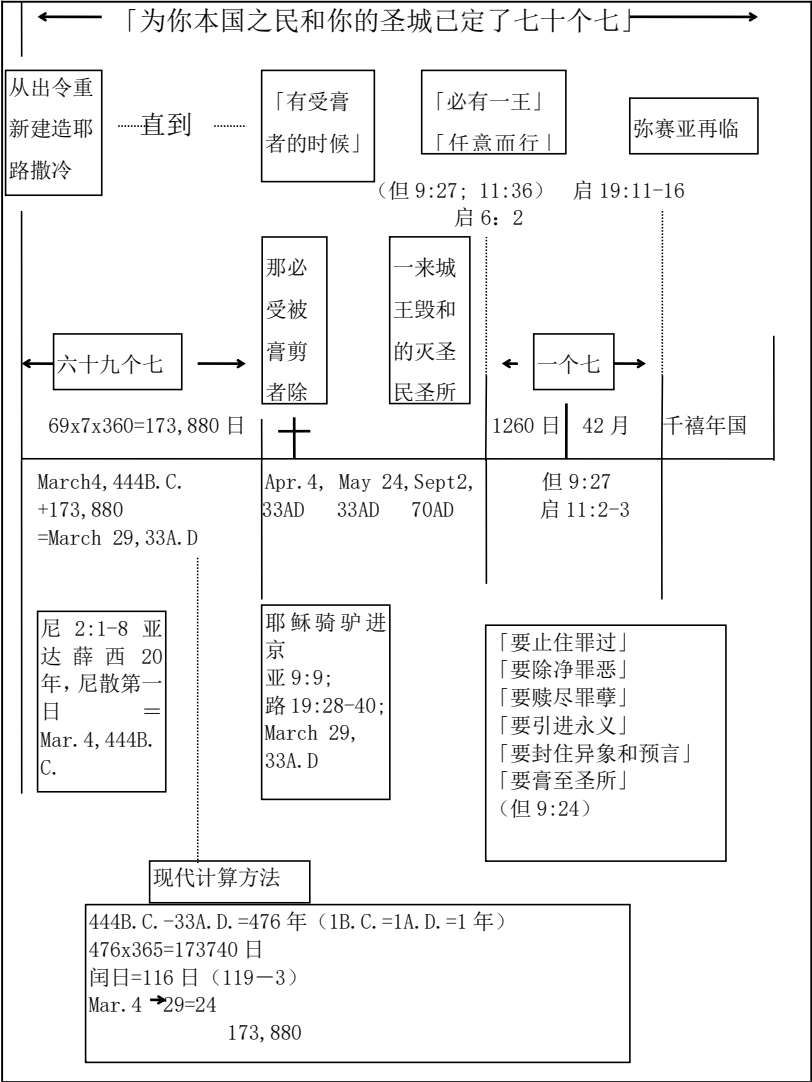 「为你本国之民和你的圣城已定了七十个七」
从出令重
新建造耶
路撒冷
直到
「有受膏
者的时候」
「必有一王」
「任意而行」
弥赛亚再临
（但 9:27; 11:36）
启 6：2
启 19:11-16
那必
受被
膏剪
者除
一来城
王毁和
的灭圣
民圣所
六十九个七
一个七
69x7x360=173,880 日
1260 日
42 月
千禧年国
March4,444B.C.
+173,880
=March 29,33A.D
Apr.4, May 24,Sept2,
33AD 33AD 70AD
但 9:27
启 11:2-3
尼 2:1-8 亚
达薛西 20
年,尼散第一
日 ＝
Mar.4,444B.
C.
耶稣骑驴进
京
亚 9:9;
路 19:28-40;
March 29,
33A.D
「要止住罪过」
「要除净罪恶」
「要赎尽罪孽」
「要引进永义」
「要封住异象和预言」
「要膏至圣所」
（但 9:24）
现代计算方法
444B.C.-33A.D.=476 年（1B.C.=1A.D.=1 年）
476x365=173740 日
闰日=116 日（119－3）
Mar.4 → 29=24
173,880